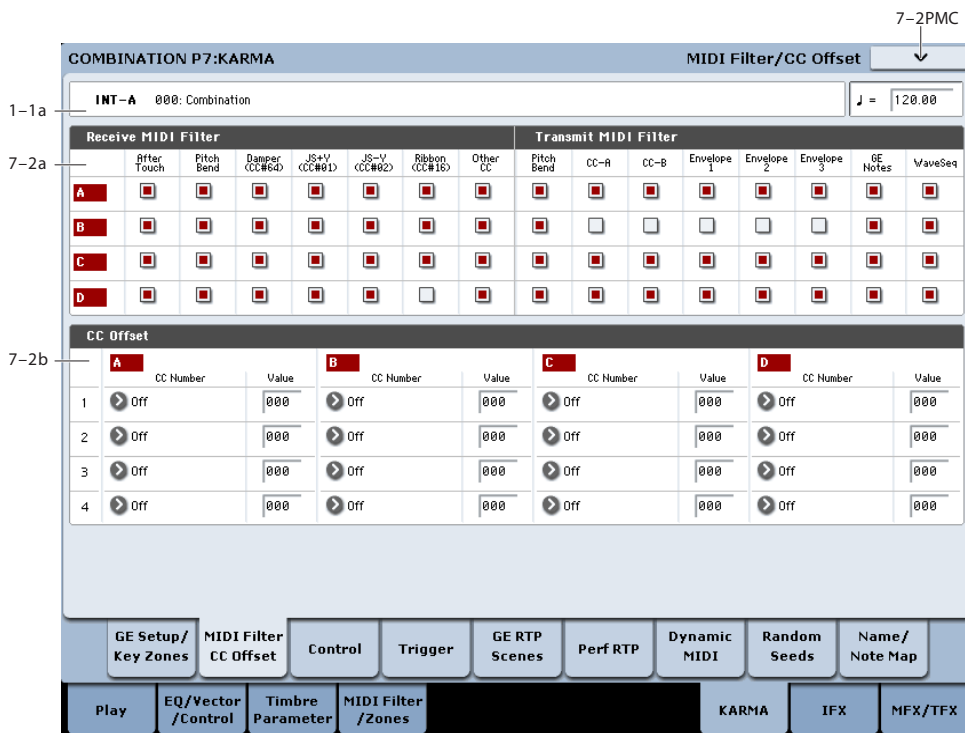 7–2PMC
COMBINATION P7:KARMA MIDI Filter/CC Offset
1–1a
INT-A 000: Combination ♩ = 120.00
Receive MIDI Filter Transmit MIDI Filter
7–2a
After Touch Pitch Bend Damper (CC#64) JS+Y (CC#01) JS-Y (CC#02) Ribbon (CC#16) Other CC Pitch Bend CC-A CC-B Envelope 1 Envelope 2 Envelope 3 GE Notes WaveSeq
A
B
C
D
CC Offset
7–2b
A B C D
CC Number Value CC Number Value CC Number Value CC Number Value
1 Off 000 Off 000 Off 000 Off 000
2 Off 000 Off 000 Off 000 Off 000
3 Off 000 Off 000 Off 000 Off 000
4 Off 000 Off 000 Off 000 Off 000
GE Setup/ Key Zones MIDI Filter CC Offset Control Trigger GE RTP Scenes Perf RTP Dynamic MIDI Random Seeds Name/ Note Map
Play EQ/Vector /Control Timbre Parameter MIDI Filter /Zones KARMA IFX MFX/TFX